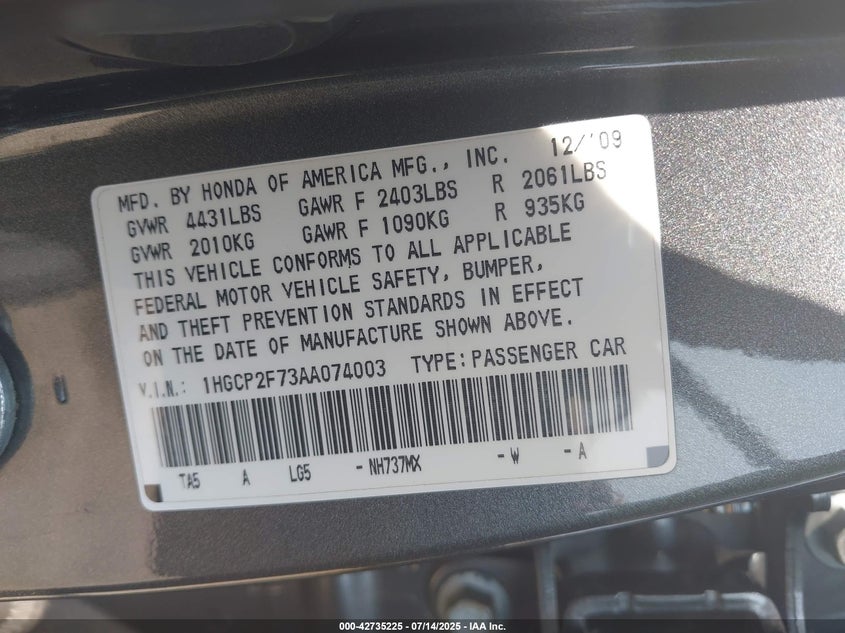 MFD. BY HONDA OF AMERICA MFG., INC. 12/'09
GVWR 4431LBS GAWR F 2403LBS R 2061LBS
GVWR 2010KG GAWR F 1090KG R 935KG
THIS VEHICLE CONFORMS TO ALL APPLICABLE
FEDERAL MOTOR VEHICLE SAFETY, BUMPER,
AND THEFT PREVENTION STANDARDS IN EFFECT
ON THE DATE OF MANUFACTURE SHOWN ABOVE.
V.I.N.: 1HGCP2F73AA074003 TYPE: PASSENGER CAR
TA5 A LG5 - NH737MX - W - A
000-42735225 | 07/14/2025 | IAA Inc.